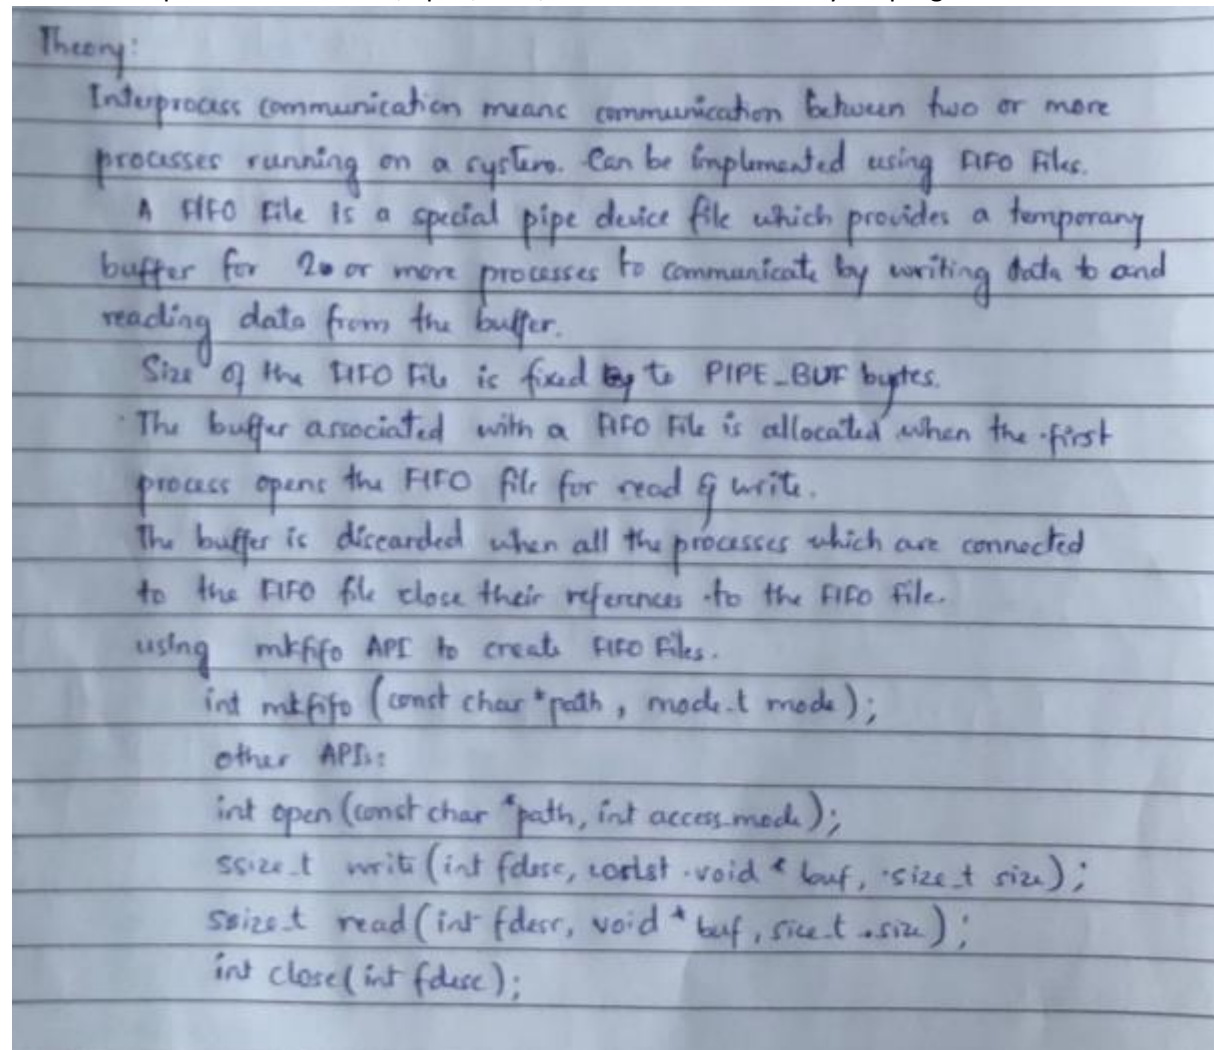 Theory:
Interprocess communication means communication between two or more
processes running on a system. Can be implemented using FIFO Files.
A FIFO File is a special pipe device file which provides a temporary
buffer for 2 or more processes to communicate by writing data to and
reading data from the buffer.
Size of the FIFO File is fixed to PIPE_BUF bytes.
The buffer associated with a FIFO File is allocated when the first
process opens the FIFO file for read & write.
The buffer is discarded when all the processes which are connected
to the FIFO file close their references to the FIFO file.
using mkfifo API to create FIFO Files.
int mkfifo (const char *path, mode_t mode);
other APIs:
int open (const char *path, int access_mode);
ssize_t write (int fdesc, const void * buf, size_t size);
ssize_t read (int fdesc, void * buf, size_t size);
int close (int fdesc);